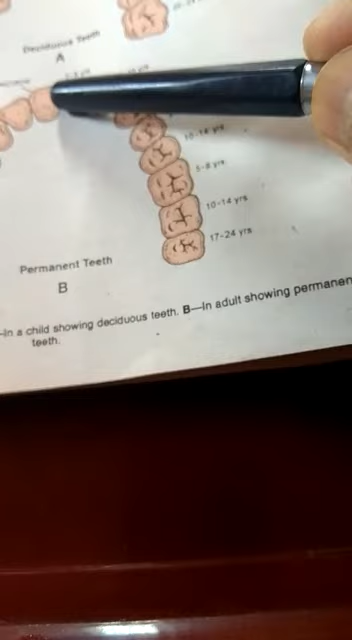 Deciduous Teeth
A
10-14 yrs.
5-8 yrs.
10-14 yrs
17-24 yrs
Permanent Teeth
B
—In a child showing deciduous teeth. B—In adult showing permanen
teeth.